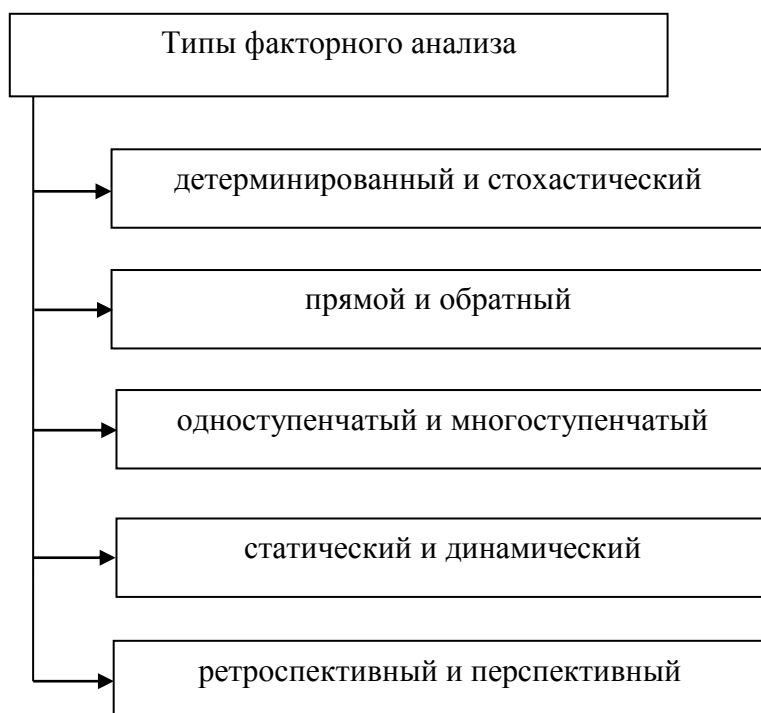 Типы факторного анализа
детерминированный и стохастический
прямой и обратный
одноступенчатый и многоступенчатый
статический и динамический
ретроспективный и перспективный